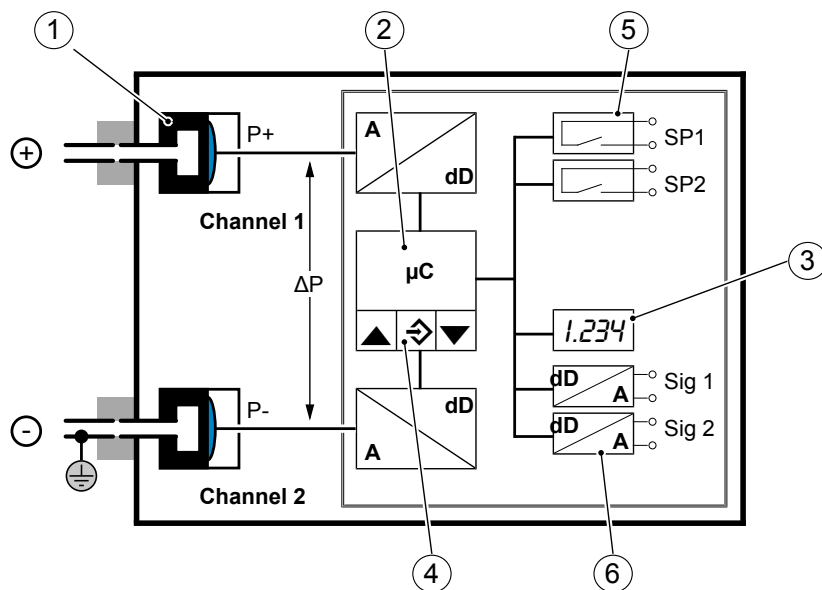 1
2
5
+
P+
A
dD
SP1
SP2
Channel 1
µC
3
ΔP
1.234
dD
A
Sig 1
-
P-
dD
A
dD
A
Sig 2
Channel 2
4
6